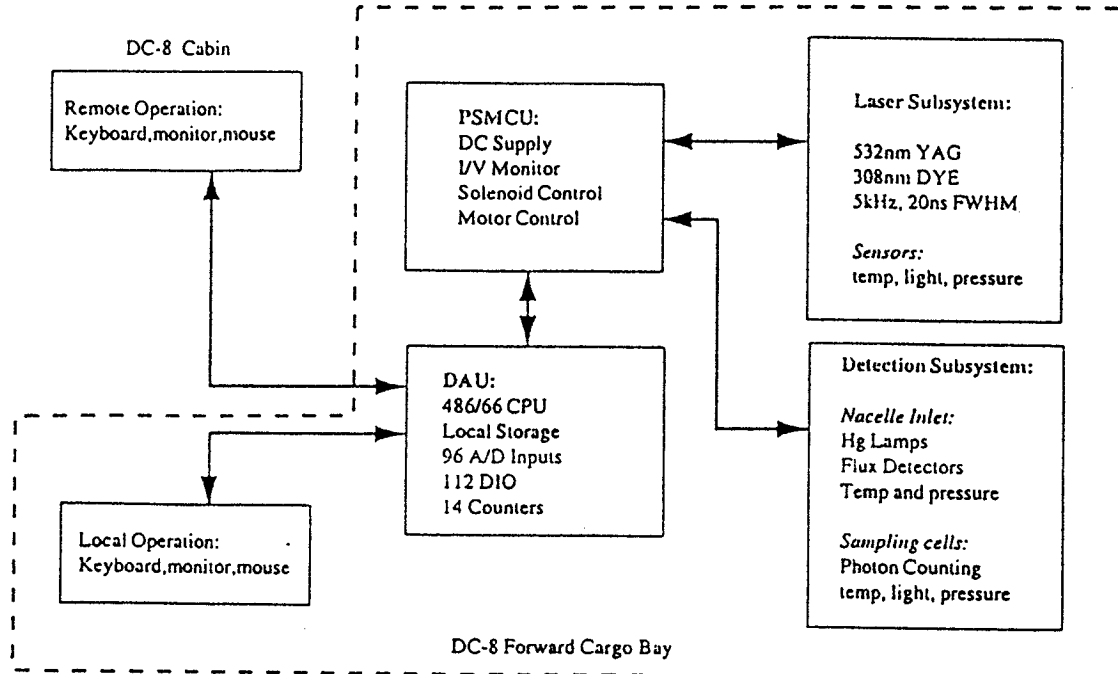 DC-8 Cabin
Remote Operation:
Keyboard,monitor,mouse
PSMCU:
DC Supply
I/V Monitor
Solenoid Control
Motor Control
Laser Subsystem:
532nm YAG
308nm DYE
5kHz, 20ns FWHM
Sensors:
temp, light, pressure
DAU:
486/66 CPU
Local Storage
96 A/D Inputs
112 DIO
14 Counters
Detection Subsystem:
Nacelle Inlet:
Hg Lamps
Flux Detectors
Temp and pressure
Sampling cells:
Photon Counting
temp, light, pressure
Local Operation:
Keyboard,monitor,mouse
DC-8 Forward Cargo Bay